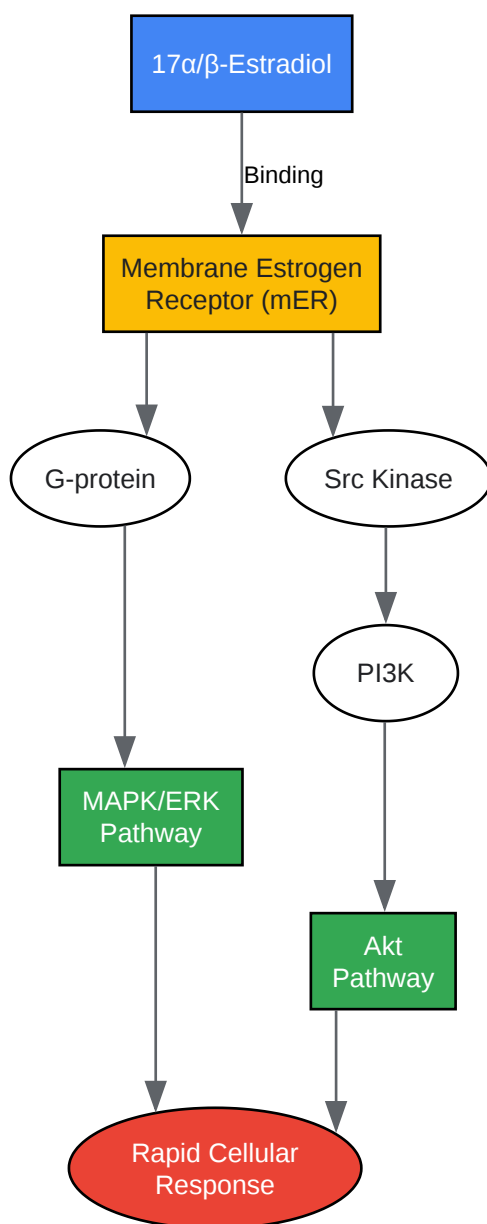 17α/β-Estradiol
Binding
Membrane Estrogen
Receptor (mER)
G-protein
Src Kinase
PI3K
MAPK/ERK
Pathway
Akt
Pathway
Rapid Cellular
Response